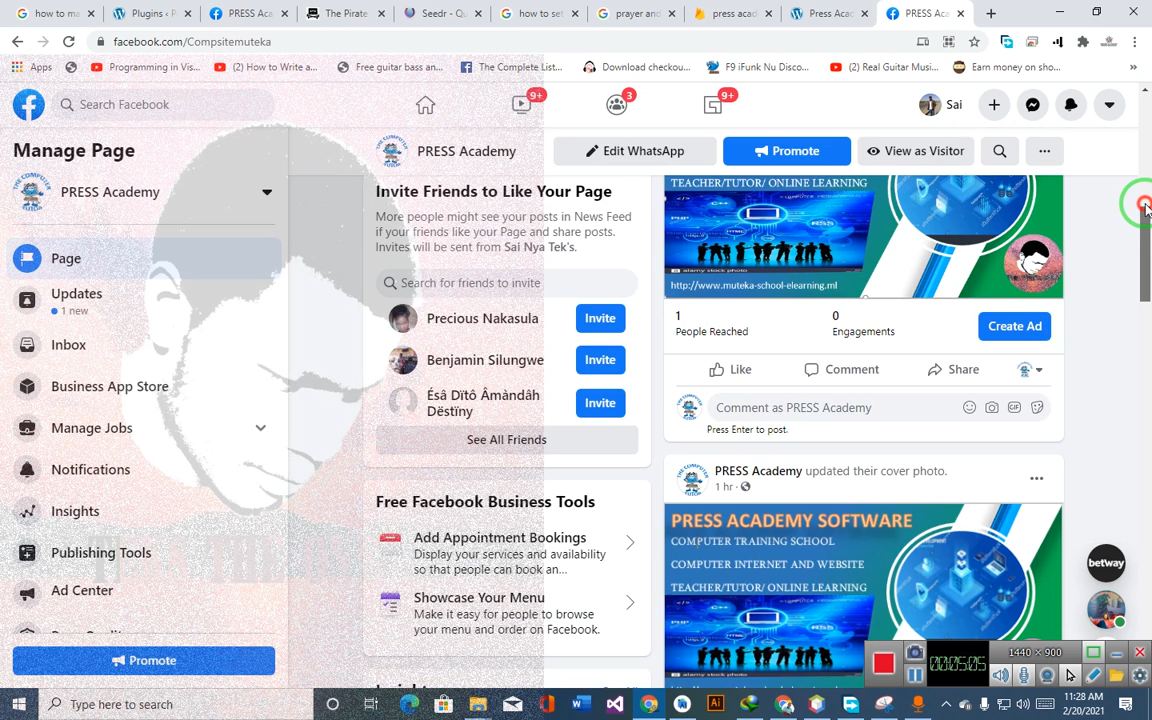 how to ma
Plugins ‹ P
PRESS Aca
The Pirate
Seedr - Qu
how to set
prayer and
press acad
Press Acad
PRESS Aca
facebook.com/Compsitemuteka
Apps
Programming in Vis...
(2) How to Write a...
Free guitar bass an...
The Complete List...
Download checkou...
F9 iFunk Nu Disco...
(2) Real Guitar Musi...
Earn money on sho...
»
Search Facebook
9+
3
9+
Sai
Manage Page
PRESS Academy
Page
Updates
1 new
Inbox
Business App Store
Manage Jobs
Notifications
Insights
Publishing Tools
Ad Center
Promote
PRESS Academy
Edit WhatsApp
Promote
View as Visitor
Invite Friends to Like Your Page
More people might see your posts in News Feed
if your friends like your Page and share posts.
Invites will be sent from Sai Nya Tek's.
Search for friends to invite
Precious Nakasula
Invite
Benjamin Silungwe
Invite
Ésâ Dïtô Âmàndâh
Dëstïny
Invite
See All Friends
Free Facebook Business Tools
Add Appointment Bookings
Display your services and availability
so that people can book an...
Showcase Your Menu
Make it easy for people to browse
your menu and order on Facebook.
TEACHER/TUTOR/ ONLINE LEARNING
alamy stock photo
http://www.muteka-school-elearning.ml
1
People Reached
0
Engagements
Create Ad
Like
Comment
Share
Comment as PRESS Academy
GIF
Press Enter to post.
PRESS Academy updated their cover photo.
1 hr
PRESS ACADEMY SOFTWARE
COMPUTER TRAINING SCHOOL
COMPUTER INTERNET AND WEBSITE
TEACHER/TUTOR/ ONLINE LEARNING
betway
1440 × 900
00:05:05
Type here to search
11:28 AM
2/20/2021